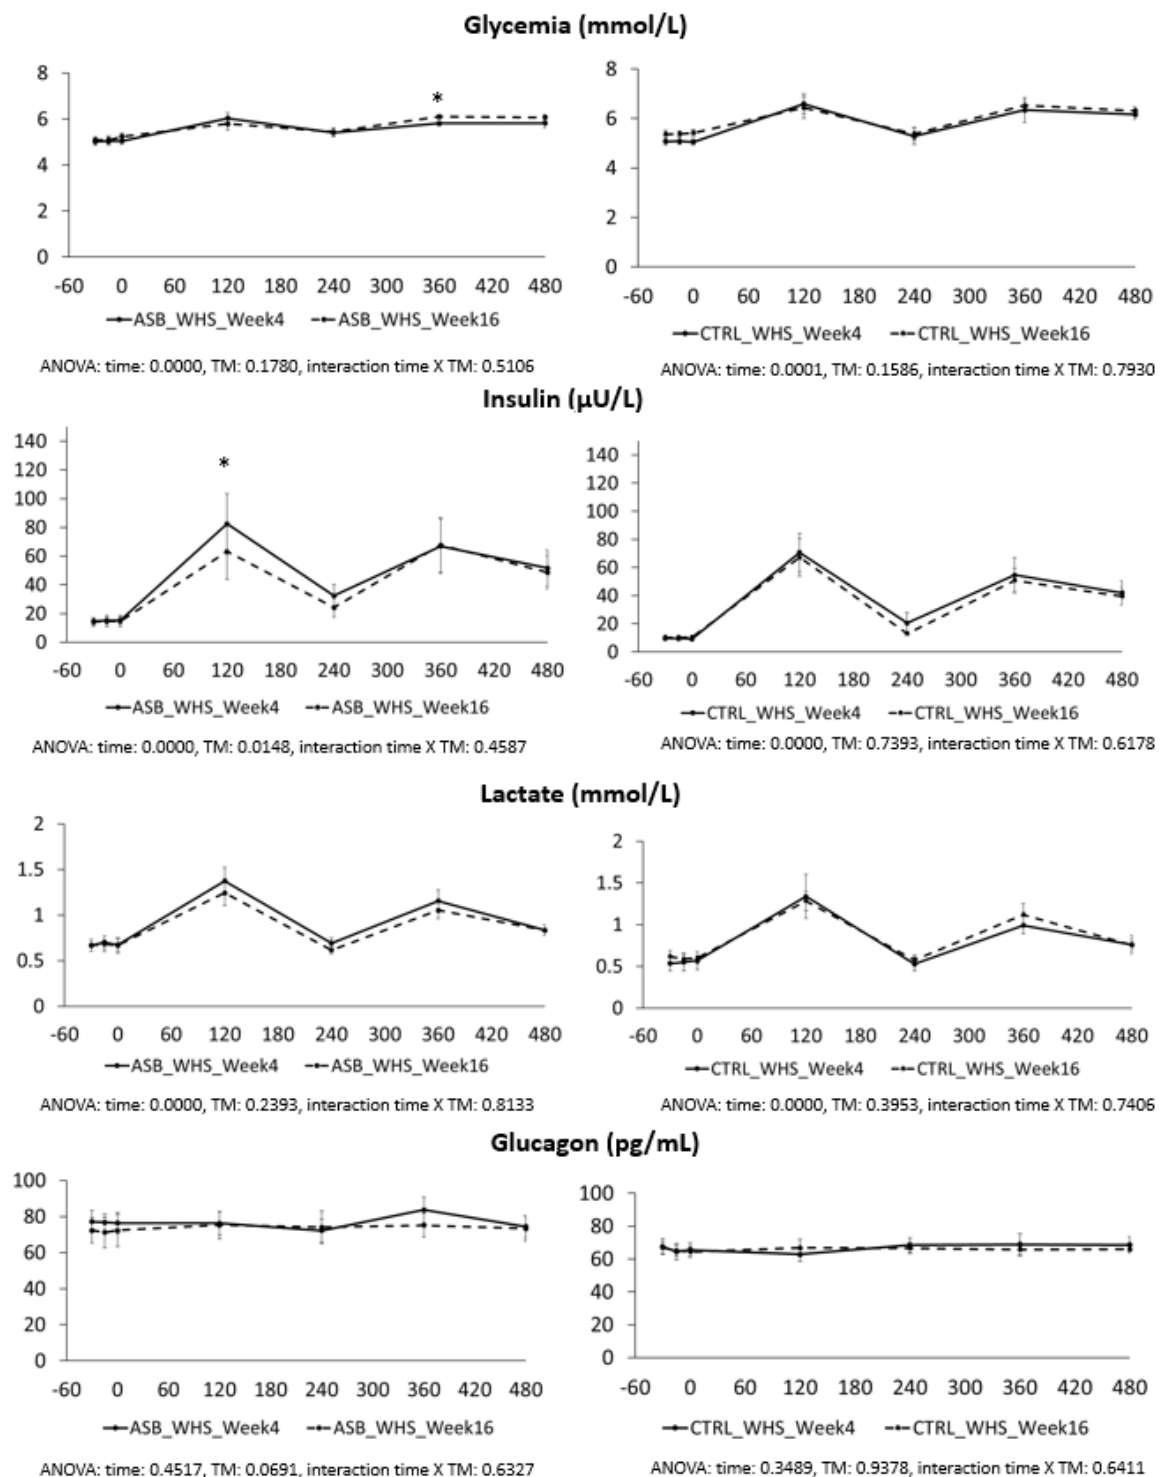 Glycemia (mmol/L)
8
6
4
2
0
-60 0 60 120 180 240 300 360 420 480
*
ASB_WHS_Week4 ASB_WHS_Week16
ANOVA: time: 0.0000, TM: 0.1780, interaction time X TM: 0.5106
8
6
4
2
0
-60 0 60 120 180 240 300 360 420 480
CTRL_WHS_Week4 CTRL_WHS_Week16
ANOVA: time: 0.0001, TM: 0.1586, interaction time X TM: 0.7930
Insulin (µU/L)
140
120
100
80
60
40
20
0
-60 0 60 120 180 240 300 360 420 480
*
ASB_WHS_Week4 ASB_WHS_Week16
ANOVA: time: 0.0000, TM: 0.0148, interaction time X TM: 0.4587
140
120
100
80
60
40
20
0
-60 0 60 120 180 240 300 360 420 480
CTRL_WHS_Week4 CTRL_WHS_Week16
ANOVA: time: 0.0000, TM: 0.7393, interaction time X TM: 0.6178
Lactate (mmol/L)
2
1.5
1
0.5
0
-60 0 60 120 180 240 300 360 420 480
ASB_WHS_Week4 ASB_WHS_Week16
ANOVA: time: 0.0000, TM: 0.2393, interaction time X TM: 0.8133
2
1.5
1
0.5
0
-60 0 60 120 180 240 300 360 420 480
CTRL_WHS_Week4 CTRL_WHS_Week16
ANOVA: time: 0.0000, TM: 0.3953, interaction time X TM: 0.7406
Glucagon (pg/mL)
100
80
60
40
20
0
-60 0 60 120 180 240 300 360 420 480
ASB_WHS_Week4 ASB_WHS_Week16
ANOVA: time: 0.4517, TM: 0.0691, interaction time X TM: 0.6327
100
80
60
40
20
0
-60 0 60 120 180 240 300 360 420 480
CTRL_WHS_Week4 CTRL_WHS_Week16
ANOVA: time: 0.3489, TM: 0.9378, interaction time X TM: 0.6411